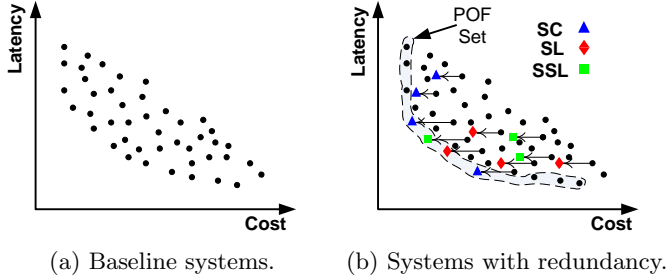 Latency
Cost
(a) Baseline systems.
Latency
POF
Set
SC
SL
SSL
Cost
(b) Systems with redundancy.